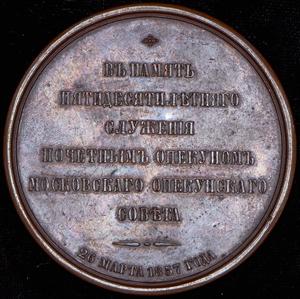 ВЪ ПАМЯТЬ
ПЯТИДЕСЯТИЛѢТНЯГО
СЛУЖЕНІЯ
ПОЧЕТНЫМЪ ОПЕКУНОМЪ
МОСКОВСКАГО ОПЕКУНСКАГО
СОВѢТА
26 МАРТА 1857 ГОДА